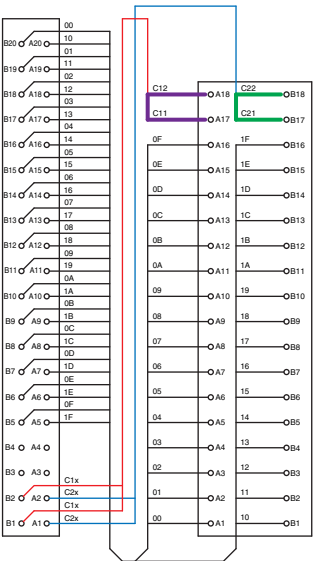 00
B20 A20 10
01
B19 A19 11
02
B18 A18 12
03
B17 A17 13
04
B16 A16 14
05
B15 A15 15
06
B14 A14 16
07
B13 A13 17
08
B12 A12 18
09
B11 A11 19
0A
B10 A10 1A
0B
B9 A9 1B
0C
B8 A8 1C
0D
B7 A7 1D
0E
B6 A6 1E
0F
B5 A5 1F
B4 A4
B3 A3
C1x
B2 A2 C2x
C1x
B1 A1 C2x
C12 A18 C22 B18
C11 A17 C21 B17
0F A16 1F B16
0E A15 1E B15
0D A14 1D B14
0C A13 1C B13
0B A12 1B B12
0A A11 1A B11
09 A10 19 B10
08 A9 18 B9
07 A8 17 B8
06 A7 16 B7
05 A6 15 B6
04 A5 14 B5
03 A4 13 B4
02 A3 12 B3
01 A2 11 B2
00 A1 10 B1